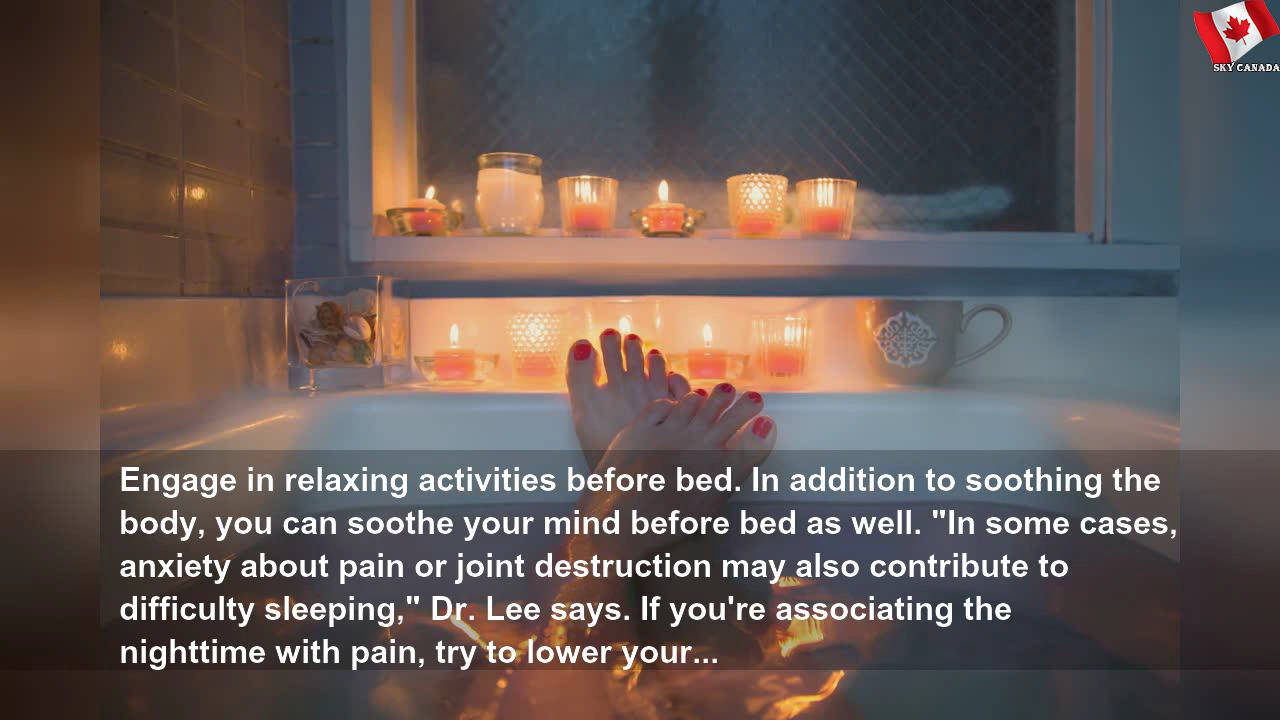 SKY CANADA
Engage in relaxing activities before bed. In addition to soothing the
body, you can soothe your mind before bed as well. "In some cases,
anxiety about pain or joint destruction may also contribute to
difficulty sleeping," Dr. Lee says. If you're associating the
nighttime with pain, try to lower your...